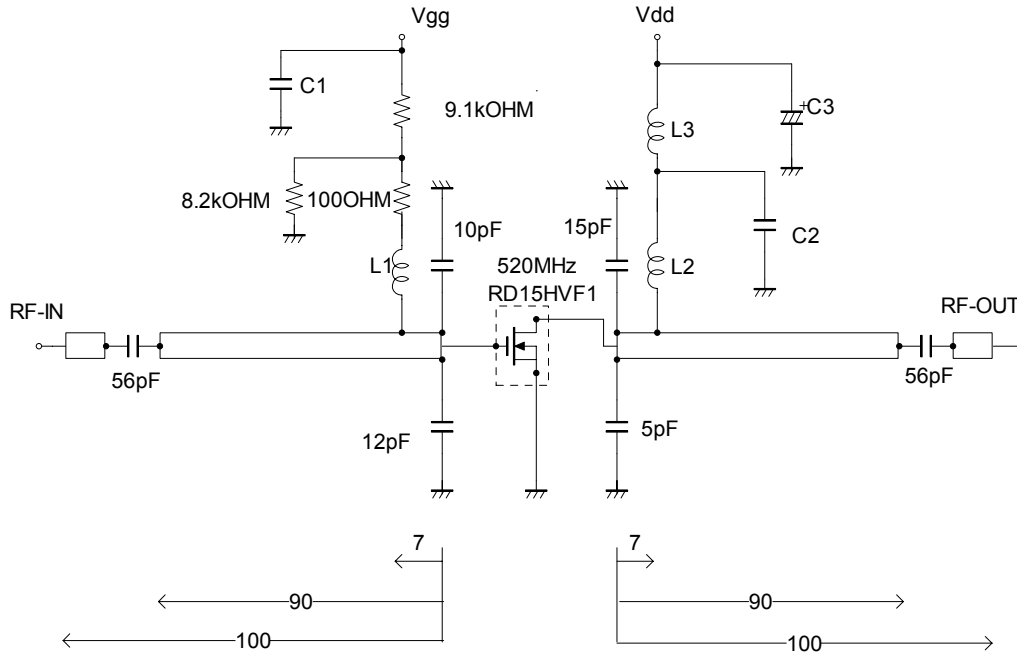 Vgg
Vdd
C1
9.1kOHM
C3
L3
8.2kOHM
100OHM
10pF
15pF
C2
L1
520MHz
L2
RD15HVF1
RF-IN
RF-OUT
56pF
56pF
12pF
5pF
7
7
90
90
100
100